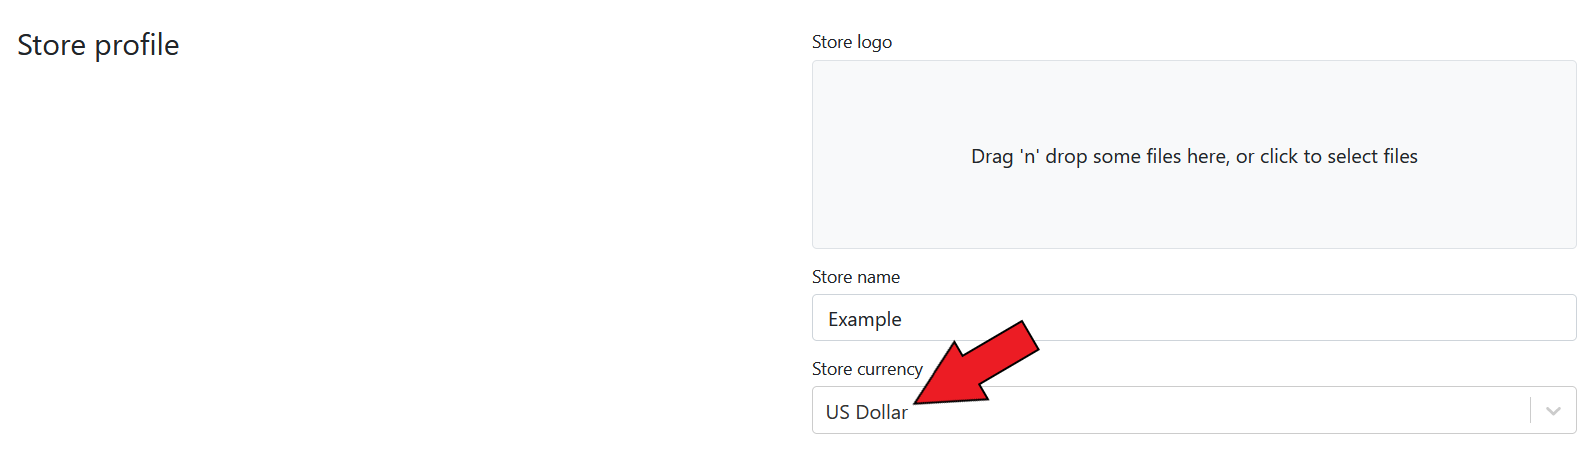 Store profile
Store logo
Drag 'n' drop some files here, or click to select files
Store name
Example
Store currency
US Dollar